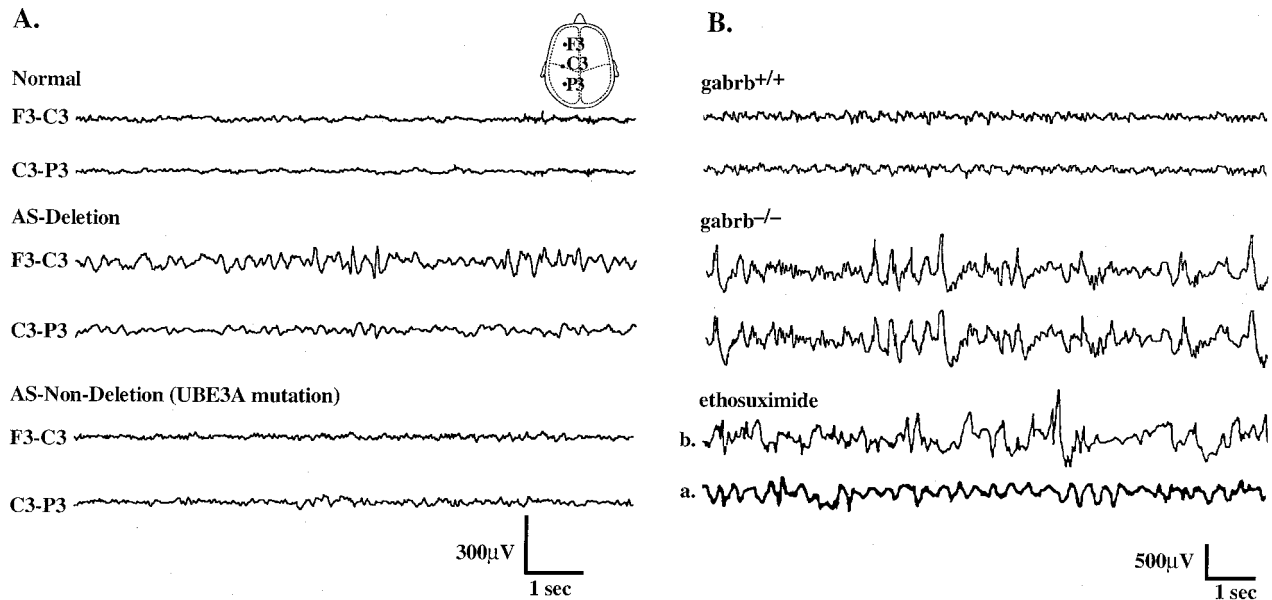 A.
F3
C3
P3
Normal
F3-C3
C3-P3
AS-Deletion
F3-C3
C3-P3
AS-Non-Deletion (UBE3A mutation)
F3-C3
C3-P3
300µV
1 sec
B.
gabrb+/+
gabrb–/–
ethosuximide
b.
a.
500µV
1 sec